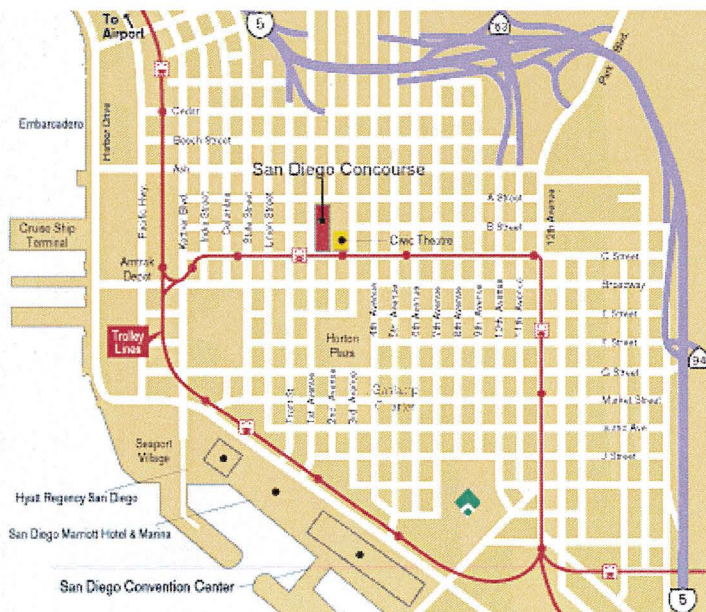 To
Airport
5
163
Park Blvd.
Embarcadero
Harbor Drive
Cedar
Beech Street
Ash
San Diego Concourse
A Street
B Street
12th Avenue
Cruise Ship
Terminal
Pacific Hwy.
Kettner Blvd.
India Street
Columbia
State Street
Union Street
Civic Theatre
C Street
Amtrak
Depot
Broadway
4th Avenue
5th Avenue
6th Avenue
7th Avenue
8th Avenue
9th Avenue
10th Avenue
11th Avenue
E Street
Trolley
Lines
Horton
Plaza
F Street
94
G Street
Front St.
1st Avenue
2nd. Avenue
3rd. Avenue
Market Street
Island Ave
Seaport
Village
J Street
Hyatt Regency San Diego
San Diego Marriott Hotel & Marina
San Diego Convention Center
5